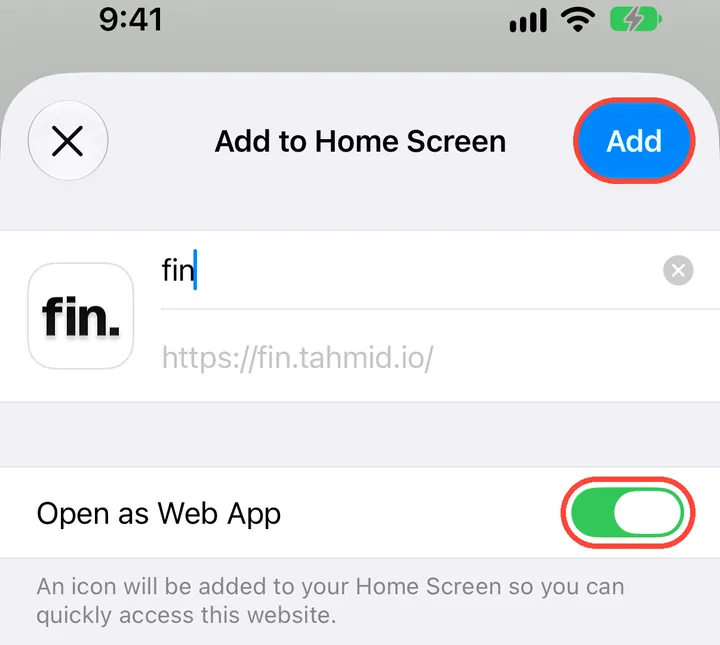 9:41
Add to Home Screen
Add
fin
fin.
https://fin.tahmid.io/
Open as Web App
An icon will be added to your Home Screen so you can
quickly access this website.